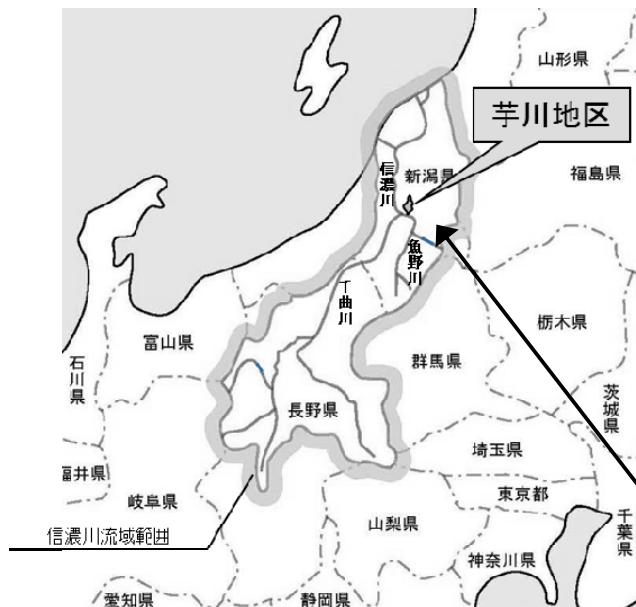 山形県
芋川地区
新潟県
信濃川
福島県
魚野川
千曲川
栃木県
富山県
石川県
群馬県
茨城県
長野県
埼玉県
福井県
岐阜県
東京都
山梨県
千葉県
信濃川流域範囲
神奈川県
愛知県
静岡県